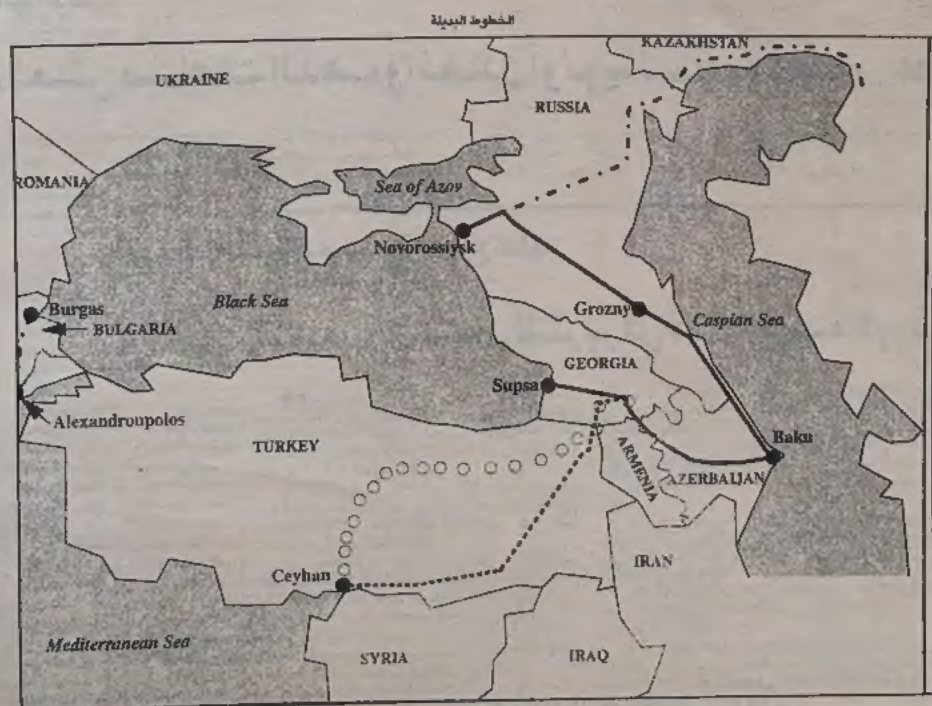 الخطوط البديلة
KAZAKHSTAN
UKRAINE
RUSSIA
ROMANIA
Sea of Azov
Novorossiysk
Burgas
Black Sea
BULGARIA
Grozny
Caspian Sea
GEORGIA
Supsa
Alexandroupolos
TURKEY
Baku
ARMENIA
AZERBAIJAN
IRAN
Ceyhan
Mediterranean Sea
SYRIA
IRAQ